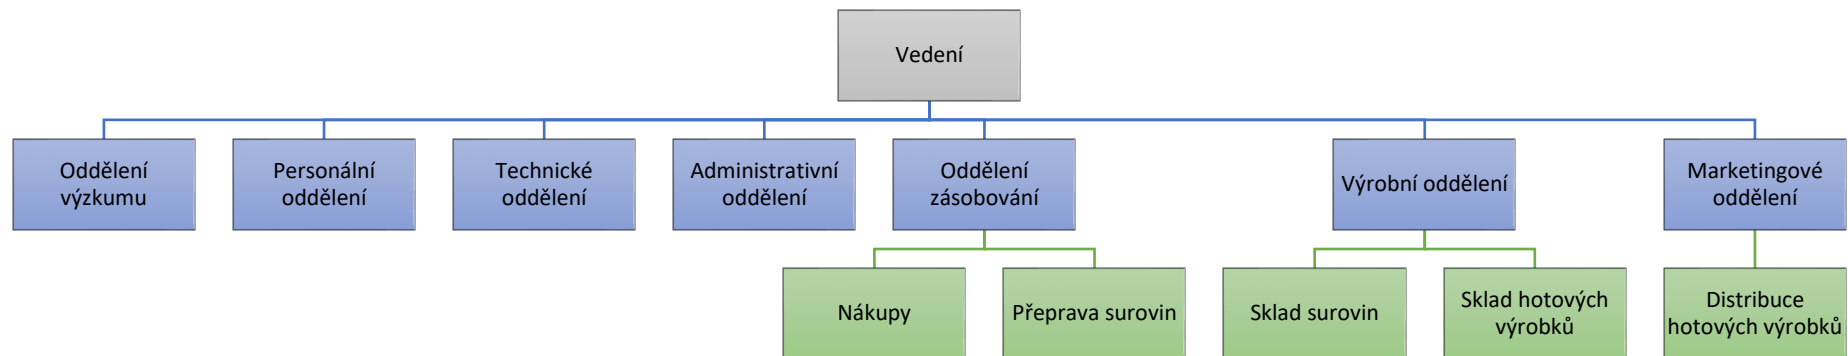 Vedení
Oddělení
výzkumu
Personální
oddělení
Technické
oddělení
Administrativní
oddělení
Oddělení
zásobování
Výrobní oddělení
Marketingové
oddělení
Nákupy
Přeprava surovin
Sklad surovin
Sklad hotových
výrobků
Distribuce
hotových výrobků